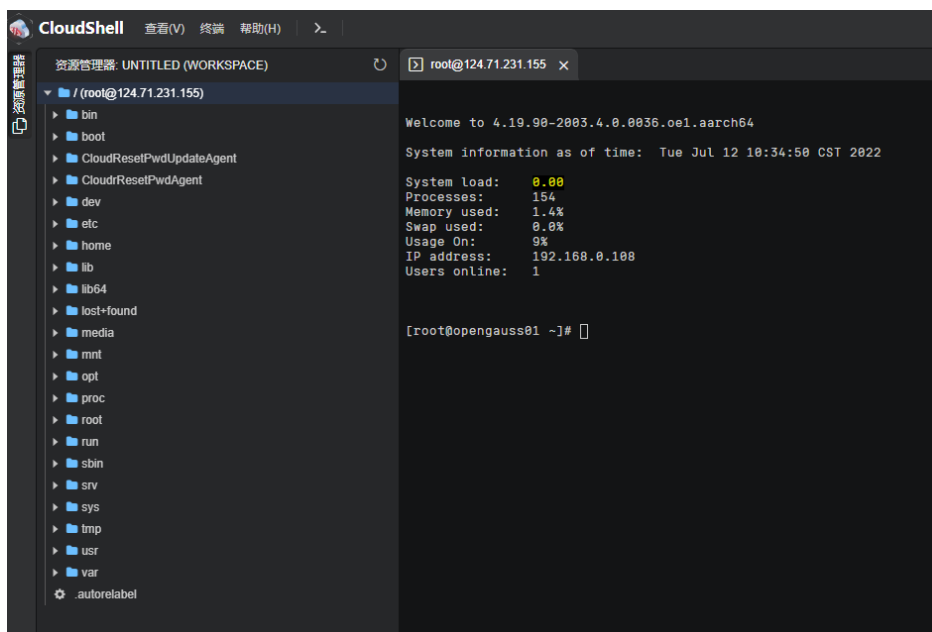 CloudShell 查看(V) 终端 帮助(H)
资源管理器
资源管理器: UNTITLED (WORKSPACE)
/ (root@124.71.231.155)
bin
boot
CloudResetPwdUpdateAgent
CloudrResetPwdAgent
dev
etc
home
lib
lib64
lost+found
media
mnt
opt
proc
root
run
sbin
srv
sys
tmp
usr
var
.autorelabel
root@124.71.231.155
Welcome to 4.19.90-2003.4.0.0036.oe1.aarch64
System information as of time: Tue Jul 12 10:34:50 CST 2022
System load: 0.00
Processes: 154
Memory used: 1.4%
Swap used: 0.0%
Usage On: 9%
IP address: 192.168.0.108
Users online: 1
[root@opengauss01 ~]#